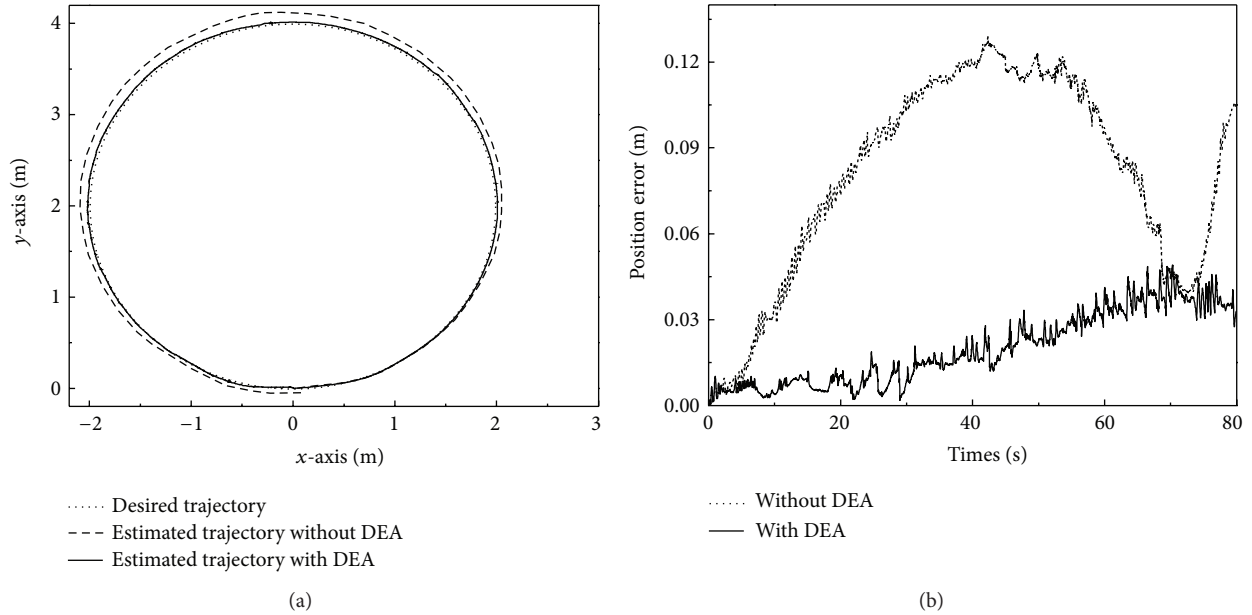 4
3
2
1
0
y-axis (m)
−2
−1
0
1
2
3
x-axis (m)
Desired trajectory
Estimated trajectory without DEA
Estimated trajectory with DEA
(a)
0.12
0.09
0.06
0.03
0.00
Position error (m)
0
20
40
60
80
Times (s)
Without DEA
With DEA
(b)